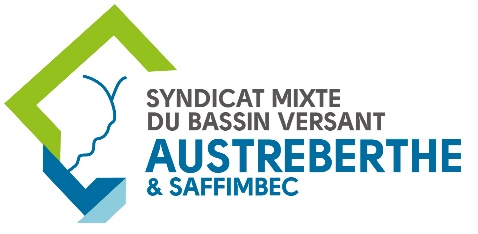 SYNDICAT MIXTE
DU BASSIN VERSANT
AUSTREBERTHE
& SAFFIMBEC